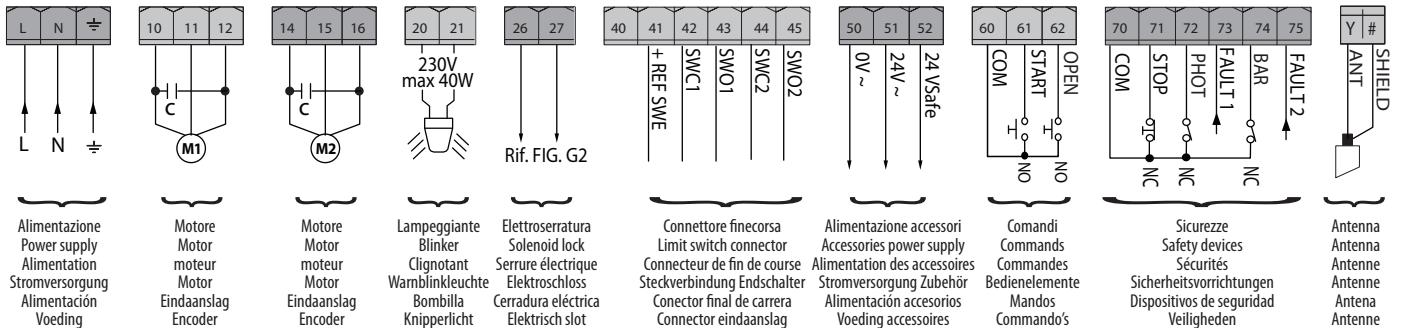 L N
10 11 12
14 15 16
20 21
26 27
40 41 42 43 44 45
50 51 52
60 61 62
70 71 72 73 74 75
Y #
L N
C
M1
C
M2
230V
max 40W
Rif. FIG. G2
+ REF SWE
SWC1
SWO1
SWC2
SWO2
0V ~
24V ~
24 VSafe
COM
START
OPEN
NO
NO
COM
STOP
PHOT
FAULT 1
BAR
FAULT 2
NC
NC
NC
ANT
SHIELD
Alimentazione
Power supply
Alimentation
Stromversorgung
Alimentación
Voeding
Motore
Motor
moteur
Motor
Eindaanslag
Encoder
Motore
Motor
moteur
Motor
Eindaanslag
Encoder
Lampeggiante
Blinker
Clignotant
Warnblinkleuchte
Bombilla
Knipperlicht
Elettroserratura
Solenoid lock
Serrure électrique
Elektroschloss
Cerradura eléctrica
Elektrisch slot
Connettore finecorsa
Limit switch connector
Connecteur de fin de course
Steckverbindung Endschalter
Conector final de carrera
Connector eindaanslag
Alimentazione accessori
Accessories power supply
Alimentation des accessoires
Stromversorgung Zubehör
Alimentación accesorios
Voeding accessoires
Comandi
Commands
Commandes
Bedienelemente
Mandos
Commando's
Sicurezze
Safety devices
Sécurités
Sicherheitsvorrichtungen
Dispositivos de seguridad
Veiligheden
Antenna
Antenna
Antenne
Antenne
Antena
Antenne